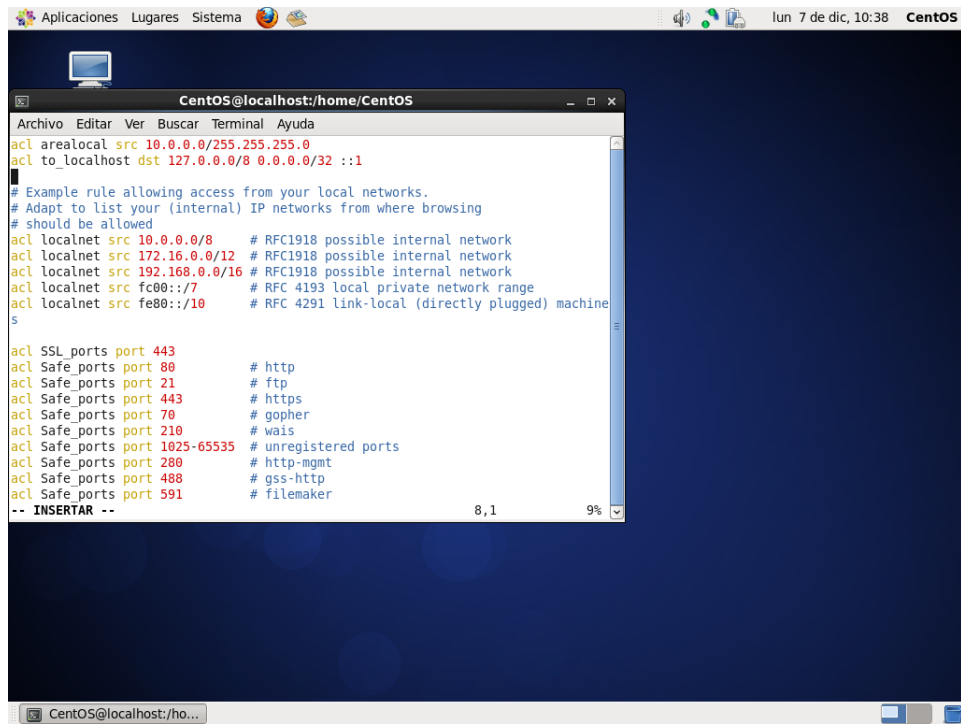 Aplicaciones Lugares Sistema lun 7 de dic, 10:38 CentOS
CentOS@localhost:/home/CentOS
Archivo Editar Ver Buscar Terminal Ayuda
acl arealocal src 10.0.0.0/255.255.255.0
acl to_localhost dst 127.0.0.0/8 0.0.0.0/32 ::1
# Example rule allowing access from your local networks.
# Adapt to list your (internal) IP networks from where browsing
# should be allowed
acl localnet src 10.0.0.0/8 # RFC1918 possible internal network
acl localnet src 172.16.0.0/12 # RFC1918 possible internal network
acl localnet src 192.168.0.0/16 # RFC1918 possible internal network
acl localnet src fc00::/7 # RFC 4193 local private network range
acl localnet src fe80::/10 # RFC 4291 link-local (directly plugged) machine
s
acl SSL_ports port 443
acl Safe_ports port 80 # http
acl Safe_ports port 21 # ftp
acl Safe_ports port 443 # https
acl Safe_ports port 70 # gopher
acl Safe_ports port 210 # wais
acl Safe_ports port 1025-65535 # unregistered ports
acl Safe_ports port 280 # http-mgmt
acl Safe_ports port 488 # gss-http
acl Safe_ports port 591 # filemaker
-- INSERTAR -- 8,1 9%
CentOS@localhost:/ho...